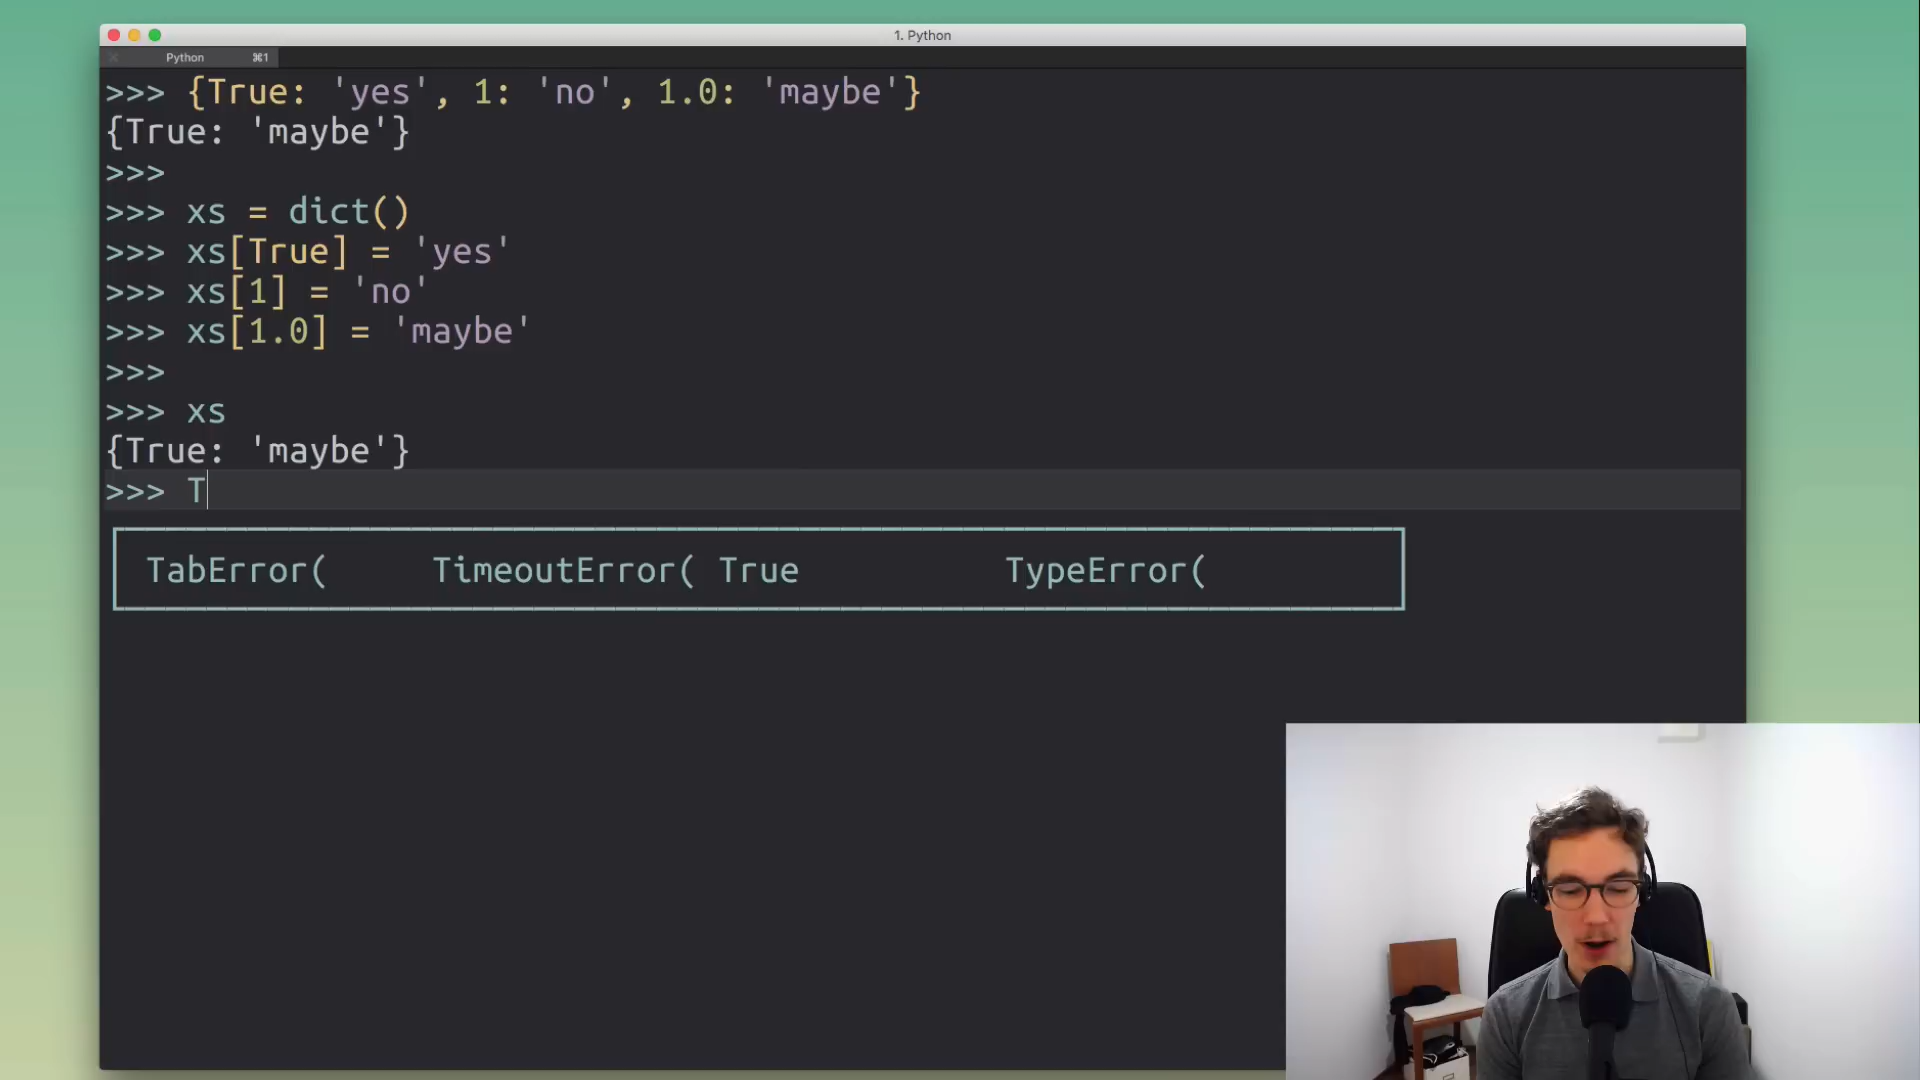 1. Python
Python ⌘1
>>> {True: 'yes', 1: 'no', 1.0: 'maybe'}
{True: 'maybe'}
>>>
>>> xs = dict()
>>> xs[True] = 'yes'
>>> xs[1] = 'no'
>>> xs[1.0] = 'maybe'
>>>
>>> xs
{True: 'maybe'}
>>> T
TabError( TimeoutError( True TypeError(